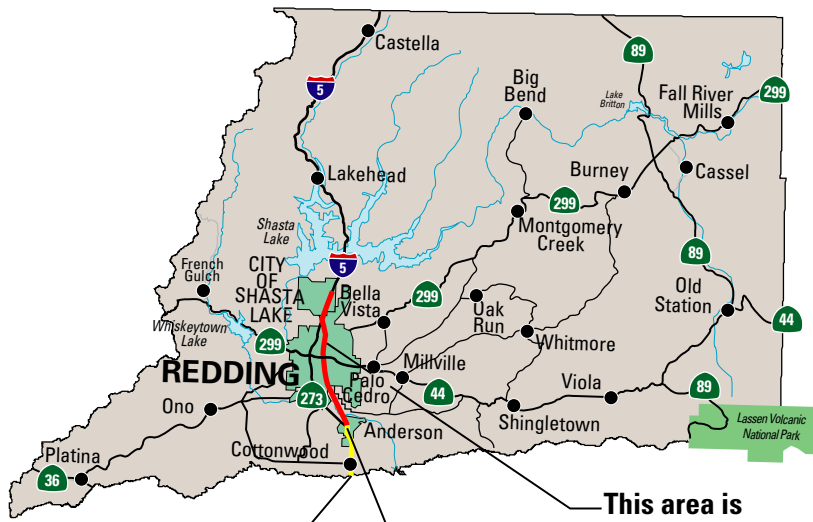 Castella
5
89
Big
Bend
Lake
Britton
Fall River
Mills
299
Lakehead
Burney
Cassel
299
Montgomery
Creek
Shasta
Lake
5
89
French
Gulch
CITY
OF
SHASTA
LAKE
Bella
Vista
299
Oak
Run
Old
Station
44
Whiskeytown
Lake
299
Whitmore
REDDING
Palo
Cedro
Millville
273
44
Viola
89
Ono
Shingletown
Anderson
Lassen Volcanic
National Park
Cottonwood
Platina
36
This area is